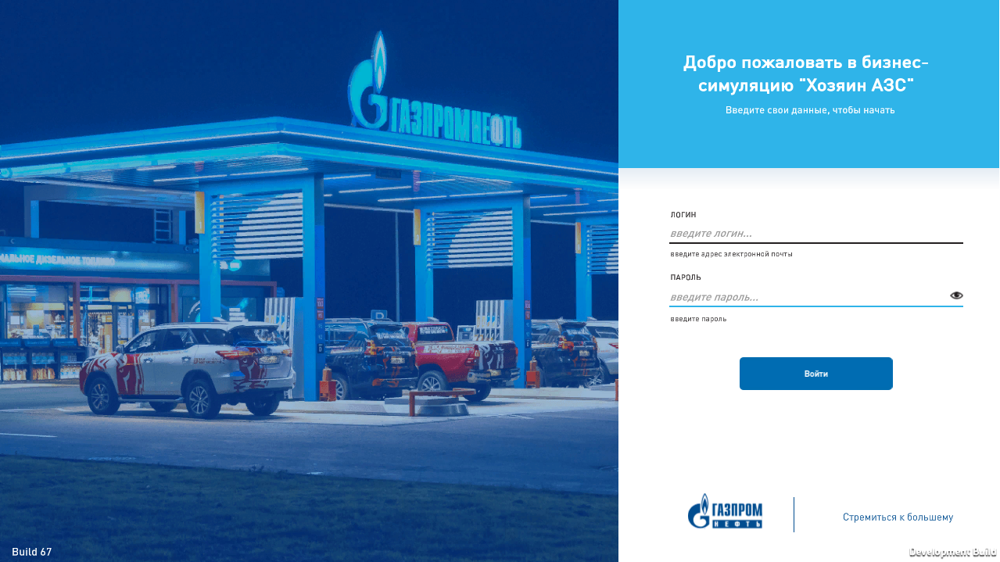 Добро пожаловать в бизнес-
симуляцию "Хозяин АЗС"
Введите свои данные, чтобы начать
ГАЗПРОМНЕФТЬ
МАЛЬНОЕ ДИЗЕЛЬНОЕ ТОПЛИВО
ЛОГИН
введите логин...
введите адрес электронной почты
ПАРОЛЬ
введите пароль...
введите пароль
Войти
ГАЗПРОМ
НЕФТЬ
Стремиться к большему
Build 67
Development Build